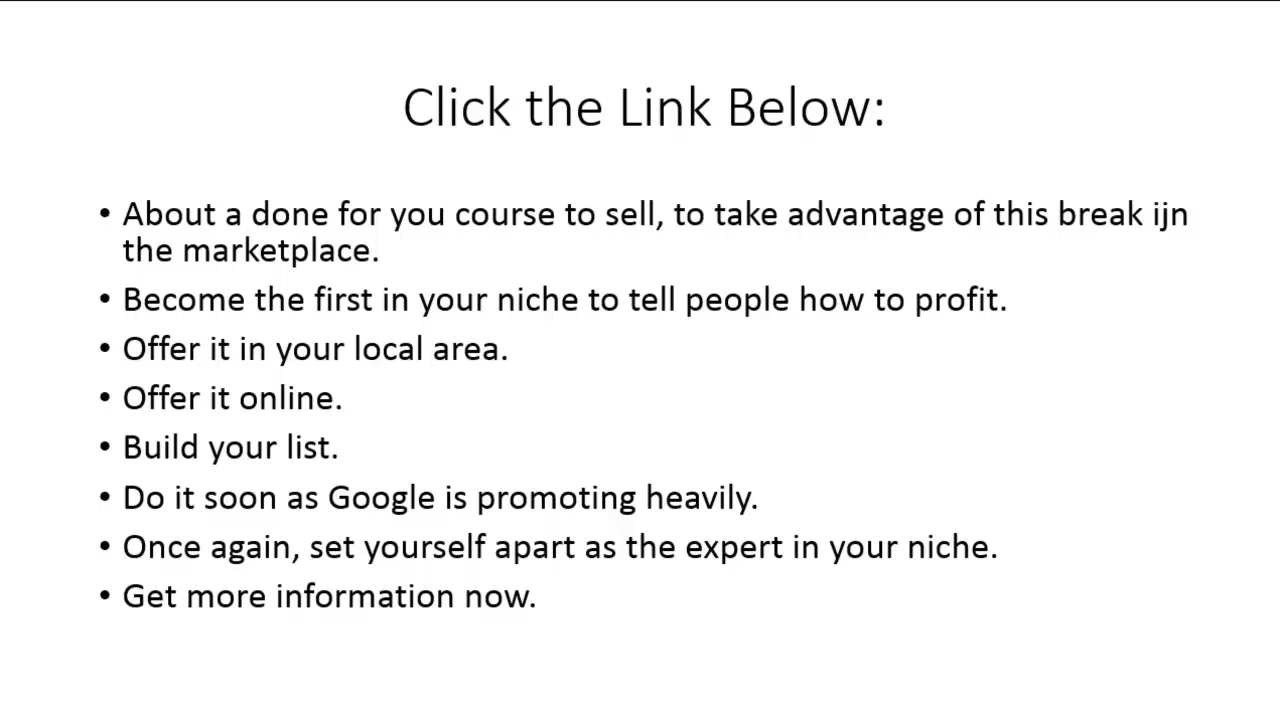 Click the Link Below:
• About a done for you course to sell, to take advantage of this break ijn
the marketplace.
• Become the first in your niche to tell people how to profit.
• Offer it in your local area.
• Offer it online.
• Build your list.
• Do it soon as Google is promoting heavily.
• Once again, set yourself apart as the expert in your niche.
• Get more information now.